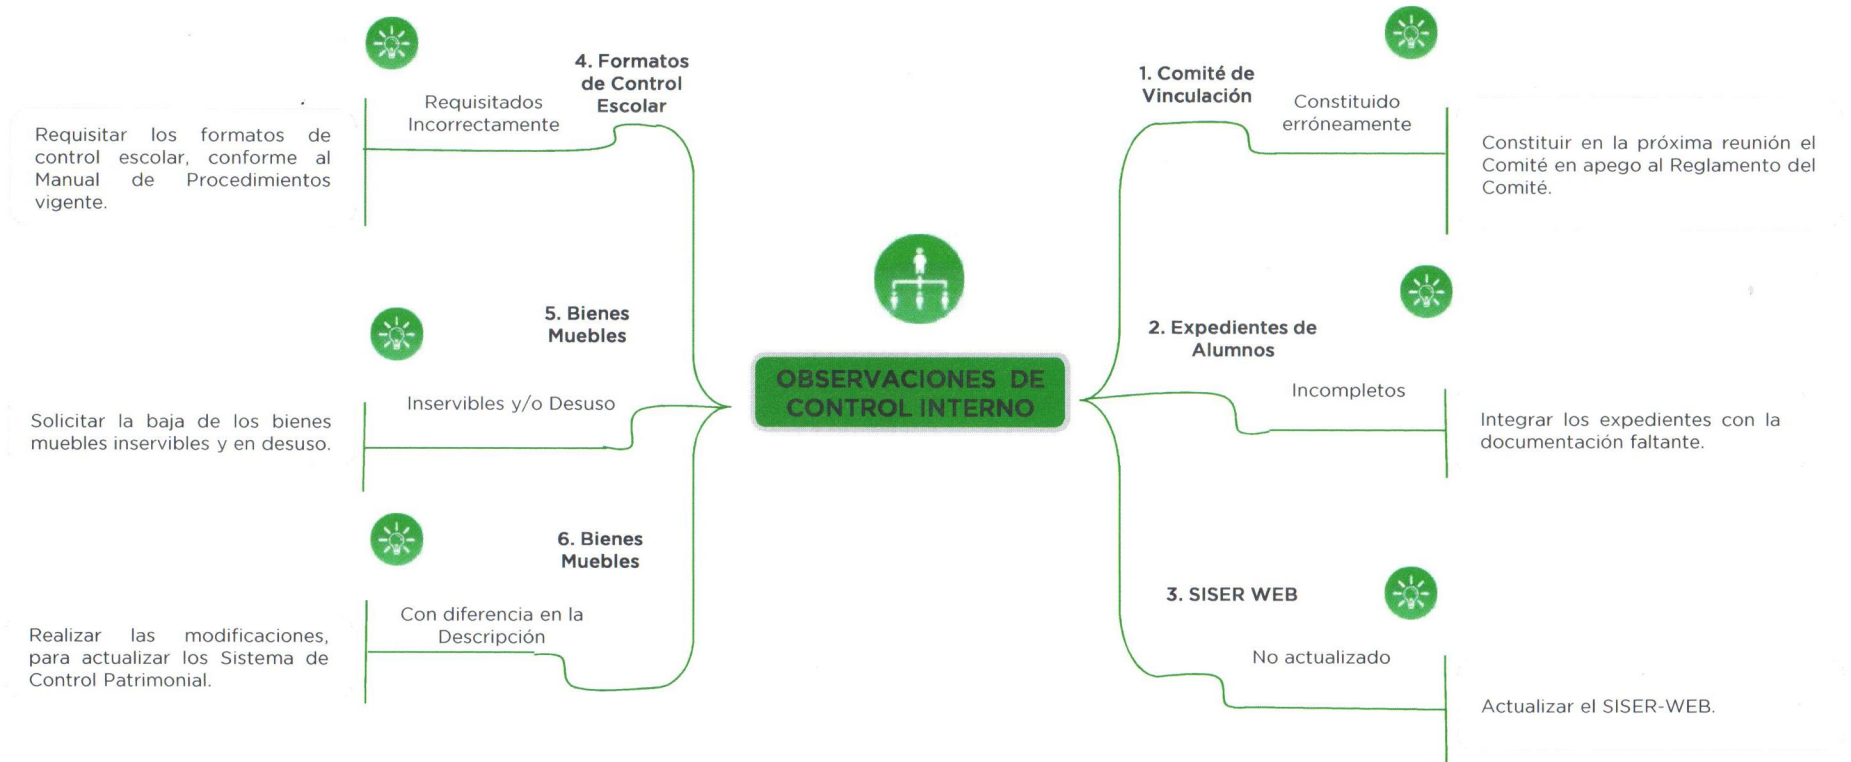 OBSERVACIONES DE
CONTROL INTERNO
1. Comité de
Vinculación
Constituido
erróneamente
Constituir en la próxima reunión el
Comité en apego al Reglamento del
Comité.
2. Expedientes de
Alumnos
Incompletos
Integrar los expedientes con la
documentación faltante.
3. SISER WEB
No actualizado
Actualizar el SISER-WEB.
4. Formatos
de Control
Escolar
Requisitados
Incorrectamente
Requisitar los formatos de
control escolar, conforme al
Manual de Procedimientos
vigente.
5. Bienes
Muebles
Inservibles y/o Desuso
Solicitar la baja de los bienes
muebles inservibles y en desuso.
6. Bienes
Muebles
Con diferencia en la
Descripción
Realizar las modificaciones,
para actualizar los Sistema de
Control Patrimonial.